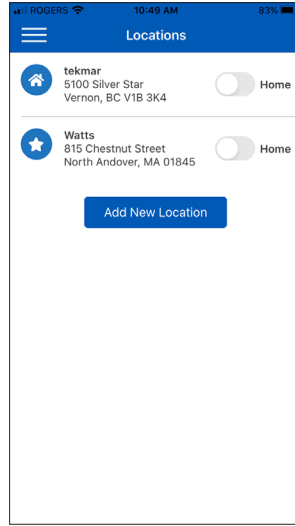 ROGERS 10:49 AM 83%
Locations
tekmar
5100 Silver Star
Vernon, BC V1B 3K4
Home
Watts
815 Chestnut Street
North Andover, MA 01845
Home
Add New Location